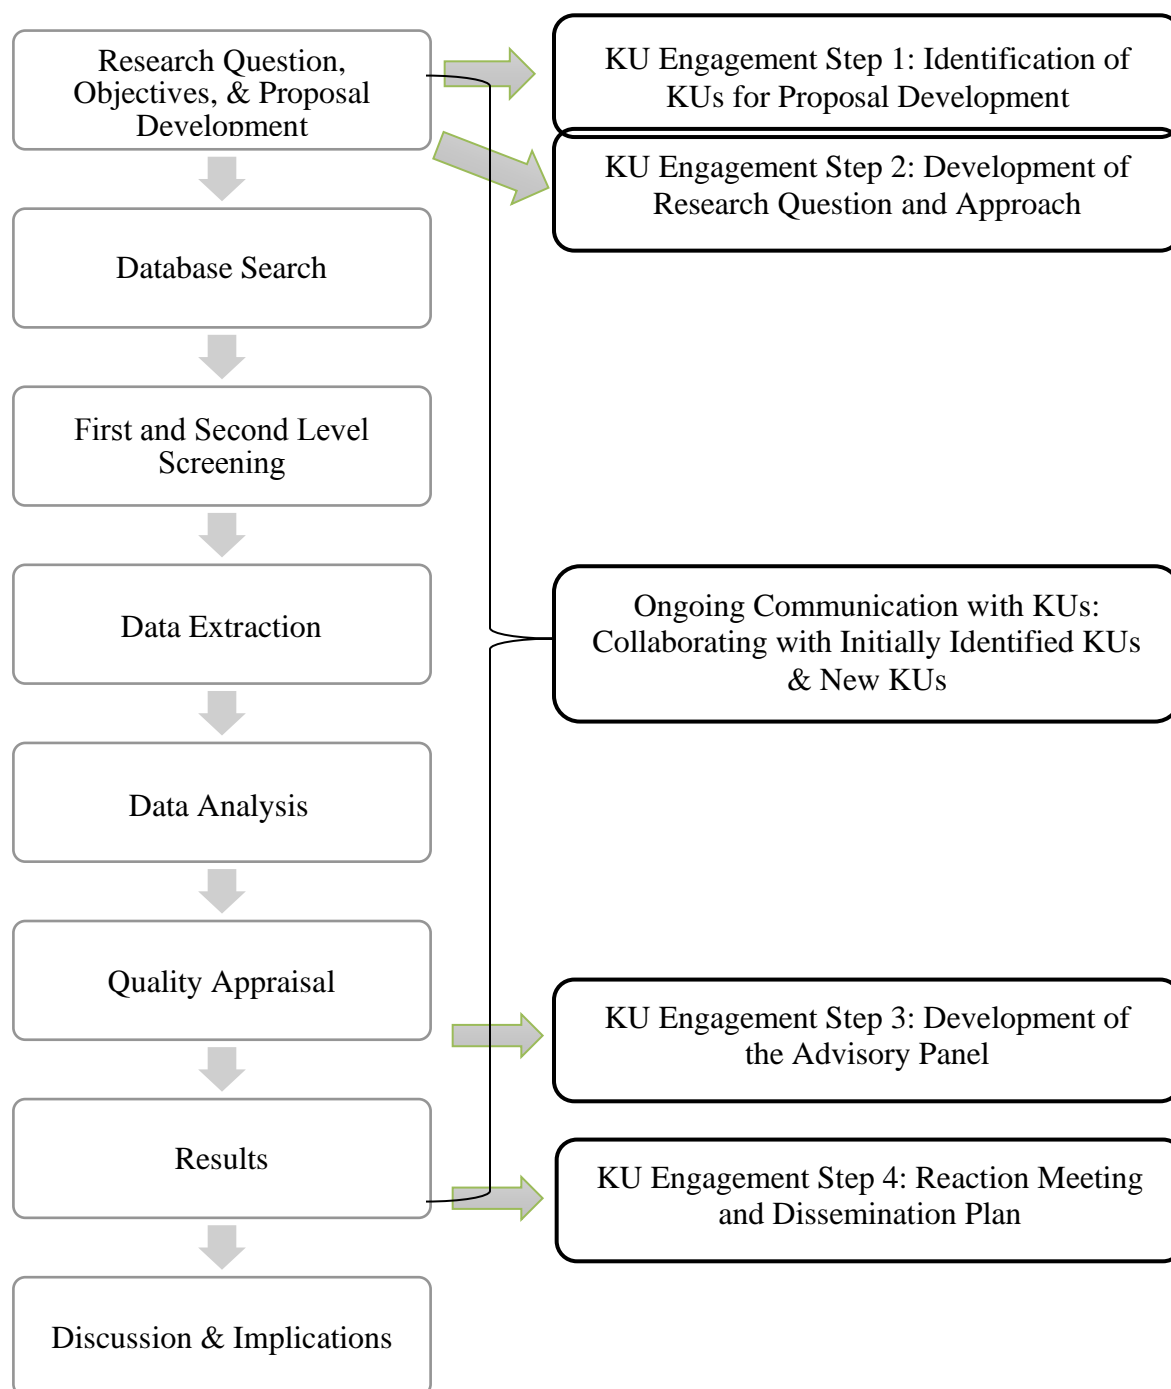 Research Question,
Objectives, & Proposal
Development
KU Engagement Step 1: Identification of
KUs for Proposal Development
KU Engagement Step 2: Development of
Research Question and Approach
Database Search
First and Second Level
Screening
Data Extraction
Ongoing Communication with KUs:
Collaborating with Initially Identified KUs
& New KUs
Data Analysis
Quality Appraisal
KU Engagement Step 3: Development of
the Advisory Panel
Results
KU Engagement Step 4: Reaction Meeting
and Dissemination Plan
Discussion & Implications